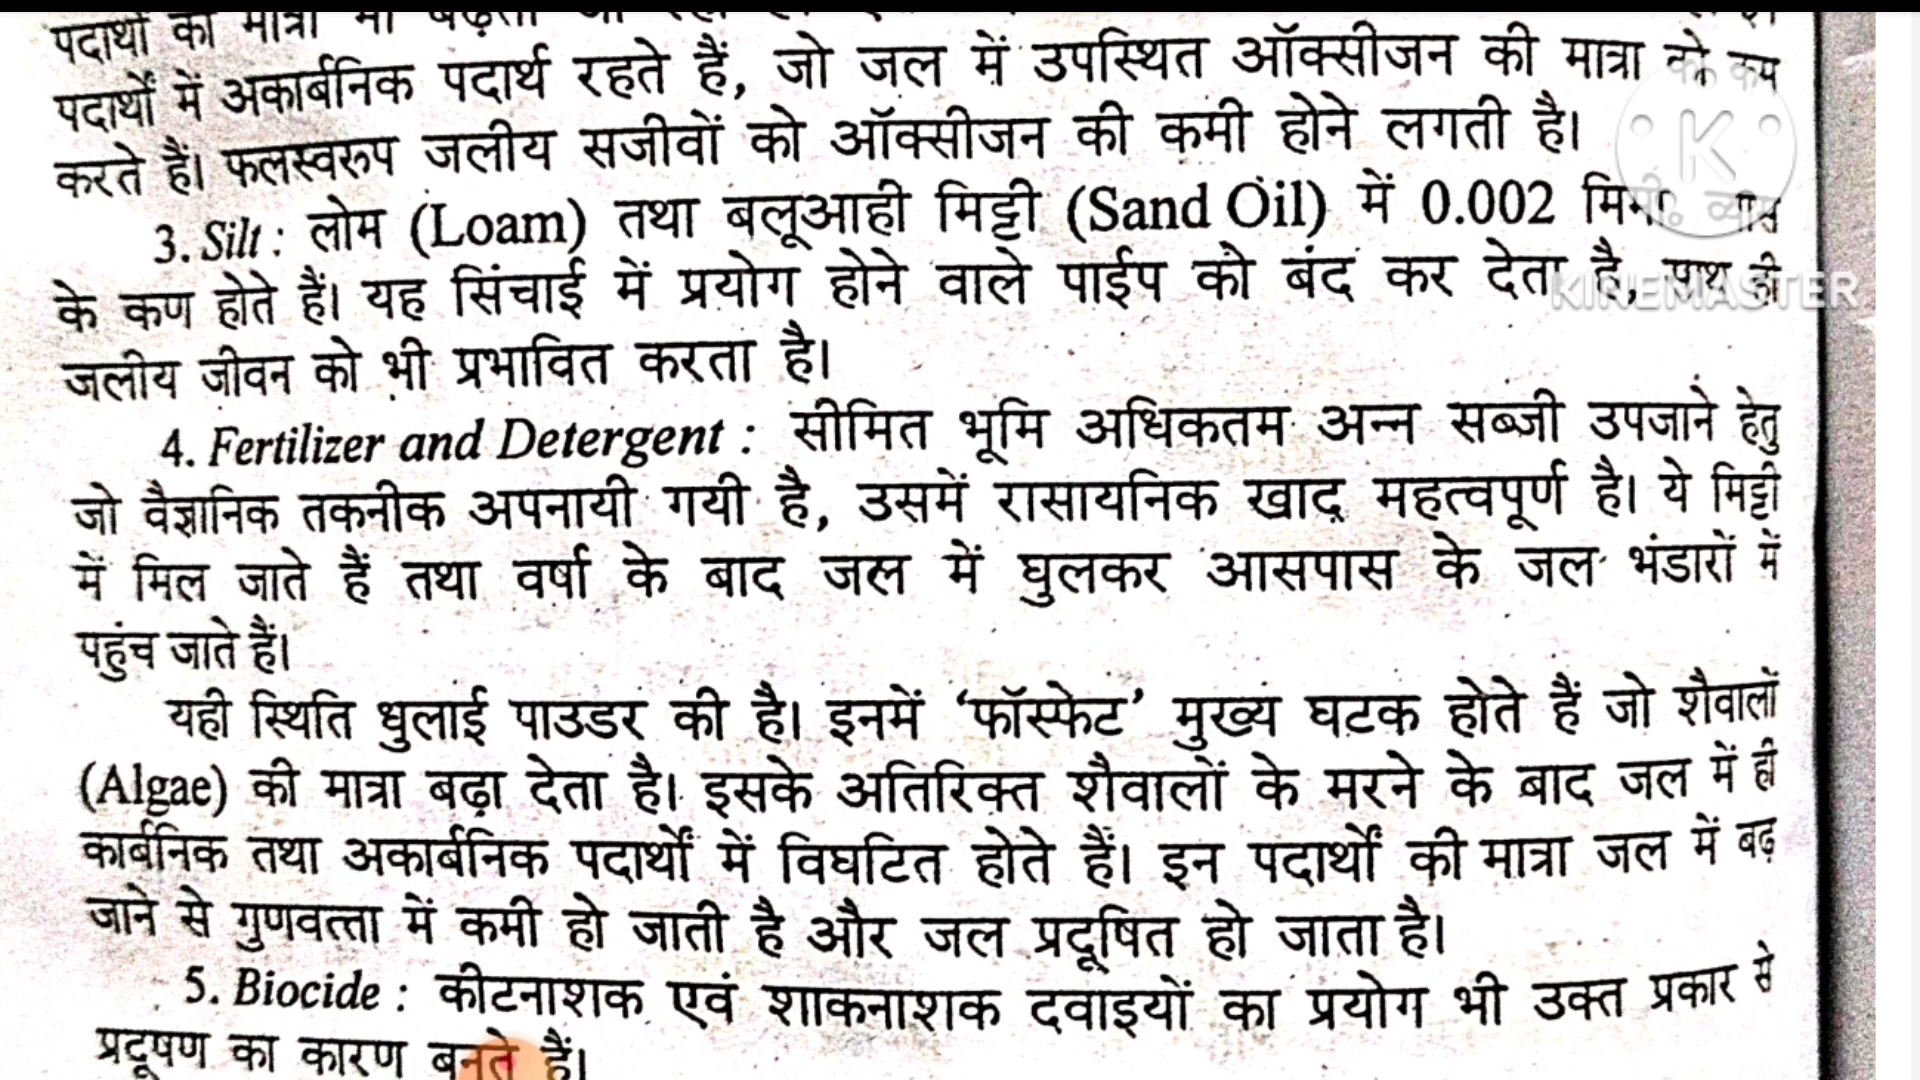 पदार्थों की मात्रा भी बढ़ती जा रही
पदार्थों में अकार्बनिक पदार्थ रहते हैं, जो जल में उपस्थित ऑक्सीजन की मात्रा को कम
करते हैं। फलस्वरूप जलीय सजीवों को ऑक्सीजन की कमी होने लगती है।
3. Silt : लोम (Loam) तथा बलूआही मिट्टी (Sand Oil) में 0.002 मिमी० व्यास
के कण होते हैं। यह सिंचाई में प्रयोग होने वाले पाईप को बंद कर देता है, साथ ही
KINEMASTER
जलीय जीवन को भी प्रभावित करता है।
4. Fertilizer and Detergent : सीमित भूमि अधिकतम अन्न सब्जी उपजाने हेतु
जो वैज्ञानिक तकनीक अपनायी गयी है, उसमें रासायनिक खाद महत्वपूर्ण है। ये मिट्टी
में मिल जाते हैं तथा वर्षा के बाद जल में घुलकर आसपास के जल भंडारों में
पहुंच जाते हैं।
यही स्थिति धुलाई पाउडर की है। इनमें ‘फॉस्फेट’ मुख्य घटक होते हैं जो शैवालों
(Algae) की मात्रा बढ़ा देता है। इसके अतिरिक्त शैवालों के मरने के बाद जल में ही
कार्बनिक तथा अकार्बनिक पदार्थों में विघटित होते हैं। इन पदार्थों की मात्रा जल में बढ़
जाने से गुणवत्ता में कमी हो जाती है और जल प्रदूषित हो जाता है।
5. Biocide : कीटनाशक एवं शाकनाशक दवाइयों का प्रयोग भी उक्त प्रकार से
प्रदूषण का कारण बनते हैं।